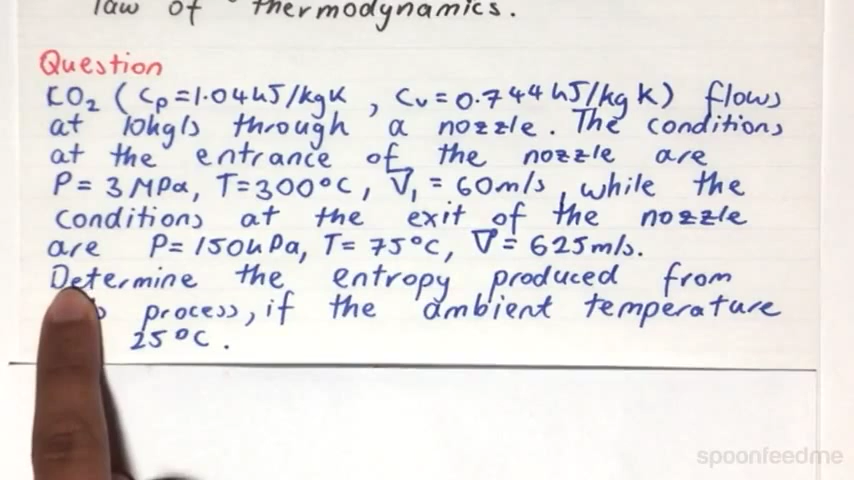 law of thermodynamics.
Question
CO2 (Cp=1.04kJ/kgK, Cv=0.744kJ/kgK) flows
at 10kg/s through a nozzle. The conditions
at the entrance of the nozzle are
P=3MPa, T=300°C, V1=60m/s, while the
conditions at the exit of the nozzle
are P=150kPa, T=75°C, V=625m/s.
Determine the entropy produced from
process, if the ambient temperature
25°C.
spoonfeedme